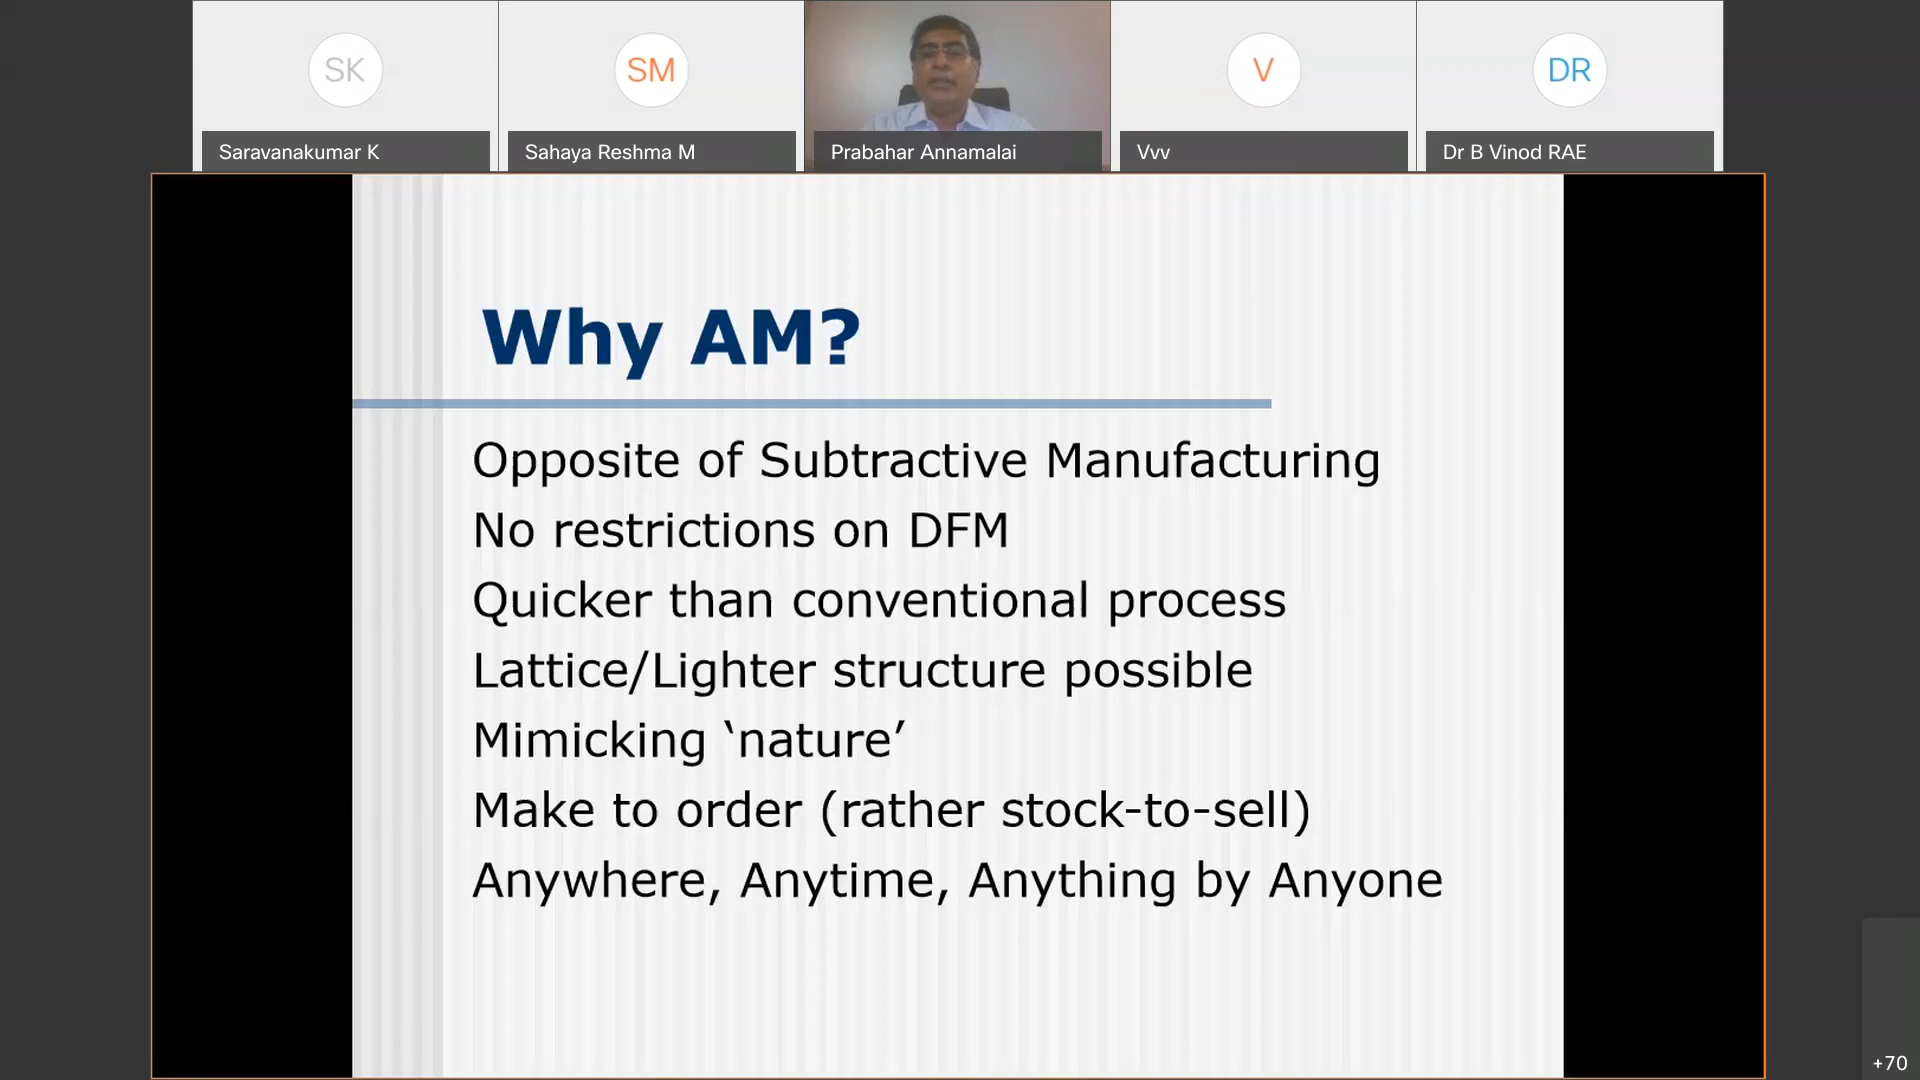 SK
SM
V
DR
Saravanakumar K
Sahaya Reshma M
Prabahar Annamalai
Vvv
Dr B Vinod RAE
Why AM?
Opposite of Subtractive Manufacturing
No restrictions on DFM
Quicker than conventional process
Lattice/Lighter structure possible
Mimicking ‘nature’
Make to order (rather stock-to-sell)
Anywhere, Anytime, Anything by Anyone
+70